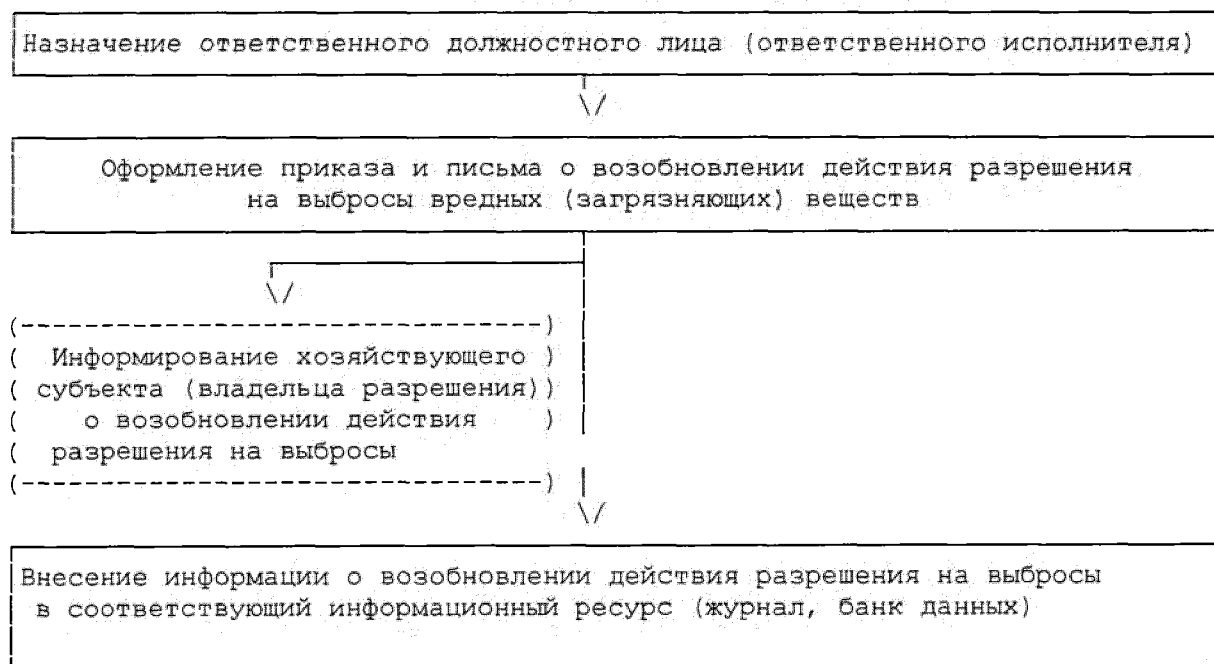 Назначение ответственного должностного лица (ответственного исполнителя)
Оформление приказа и письма о возобновлении действия разрешения
на выбросы вредных (загрязняющих) веществ
Информирование хозяйствующего
субъекта (владельца разрешения)
о возобновлении действия
разрешения на выбросы
Внесение информации о возобновлении действия разрешения на выбросы
в соответствующий информационный ресурс (журнал, банк данных)